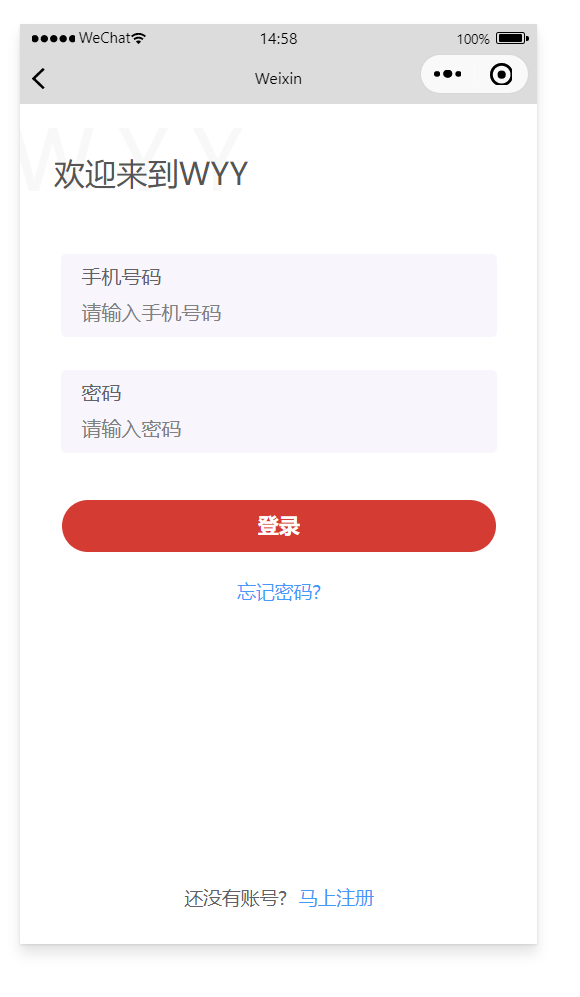 WeChat 14:58 100%
Weixin
WYY
欢迎来到WYY
手机号码
请输入手机号码
密码
请输入密码
登录
忘记密码?
还没有账号? 马上注册